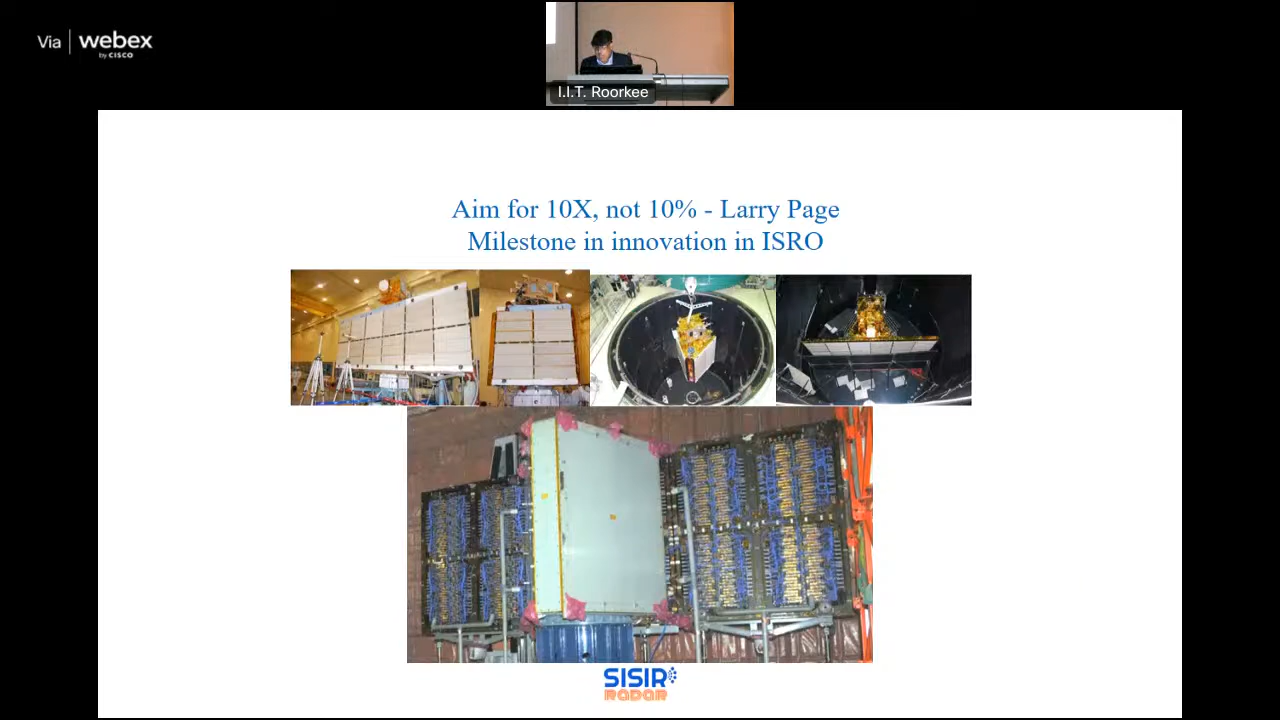 Via | webex
by CISCO
I.I.T. Roorkee
Aim for 10X, not 10% - Larry Page
Milestone in innovation in ISRO
SISIR
RADAR